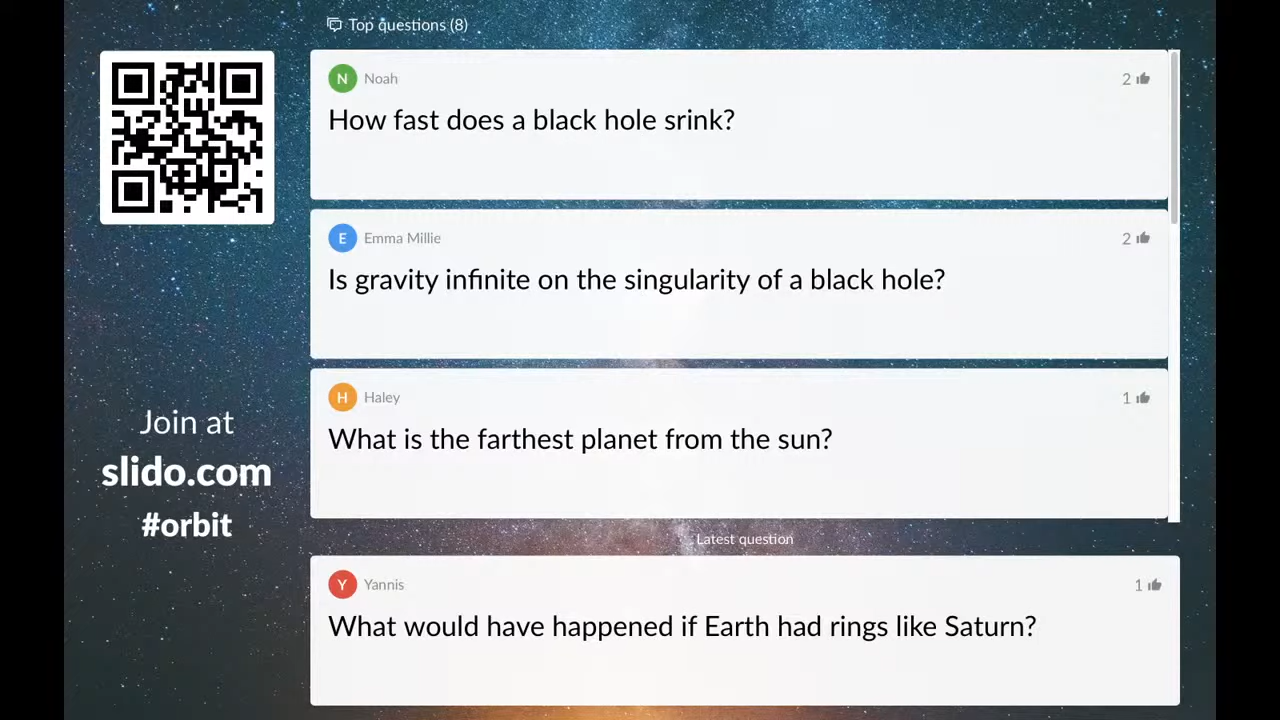 Top questions (8)
N Noah 2
How fast does a black hole srink?
E Emma Millie 2
Is gravity infinite on the singularity of a black hole?
H Haley 1
What is the farthest planet from the sun?
Join at
slido.com
#orbit
Latest question
Y Yannis 1
What would have happened if Earth had rings like Saturn?